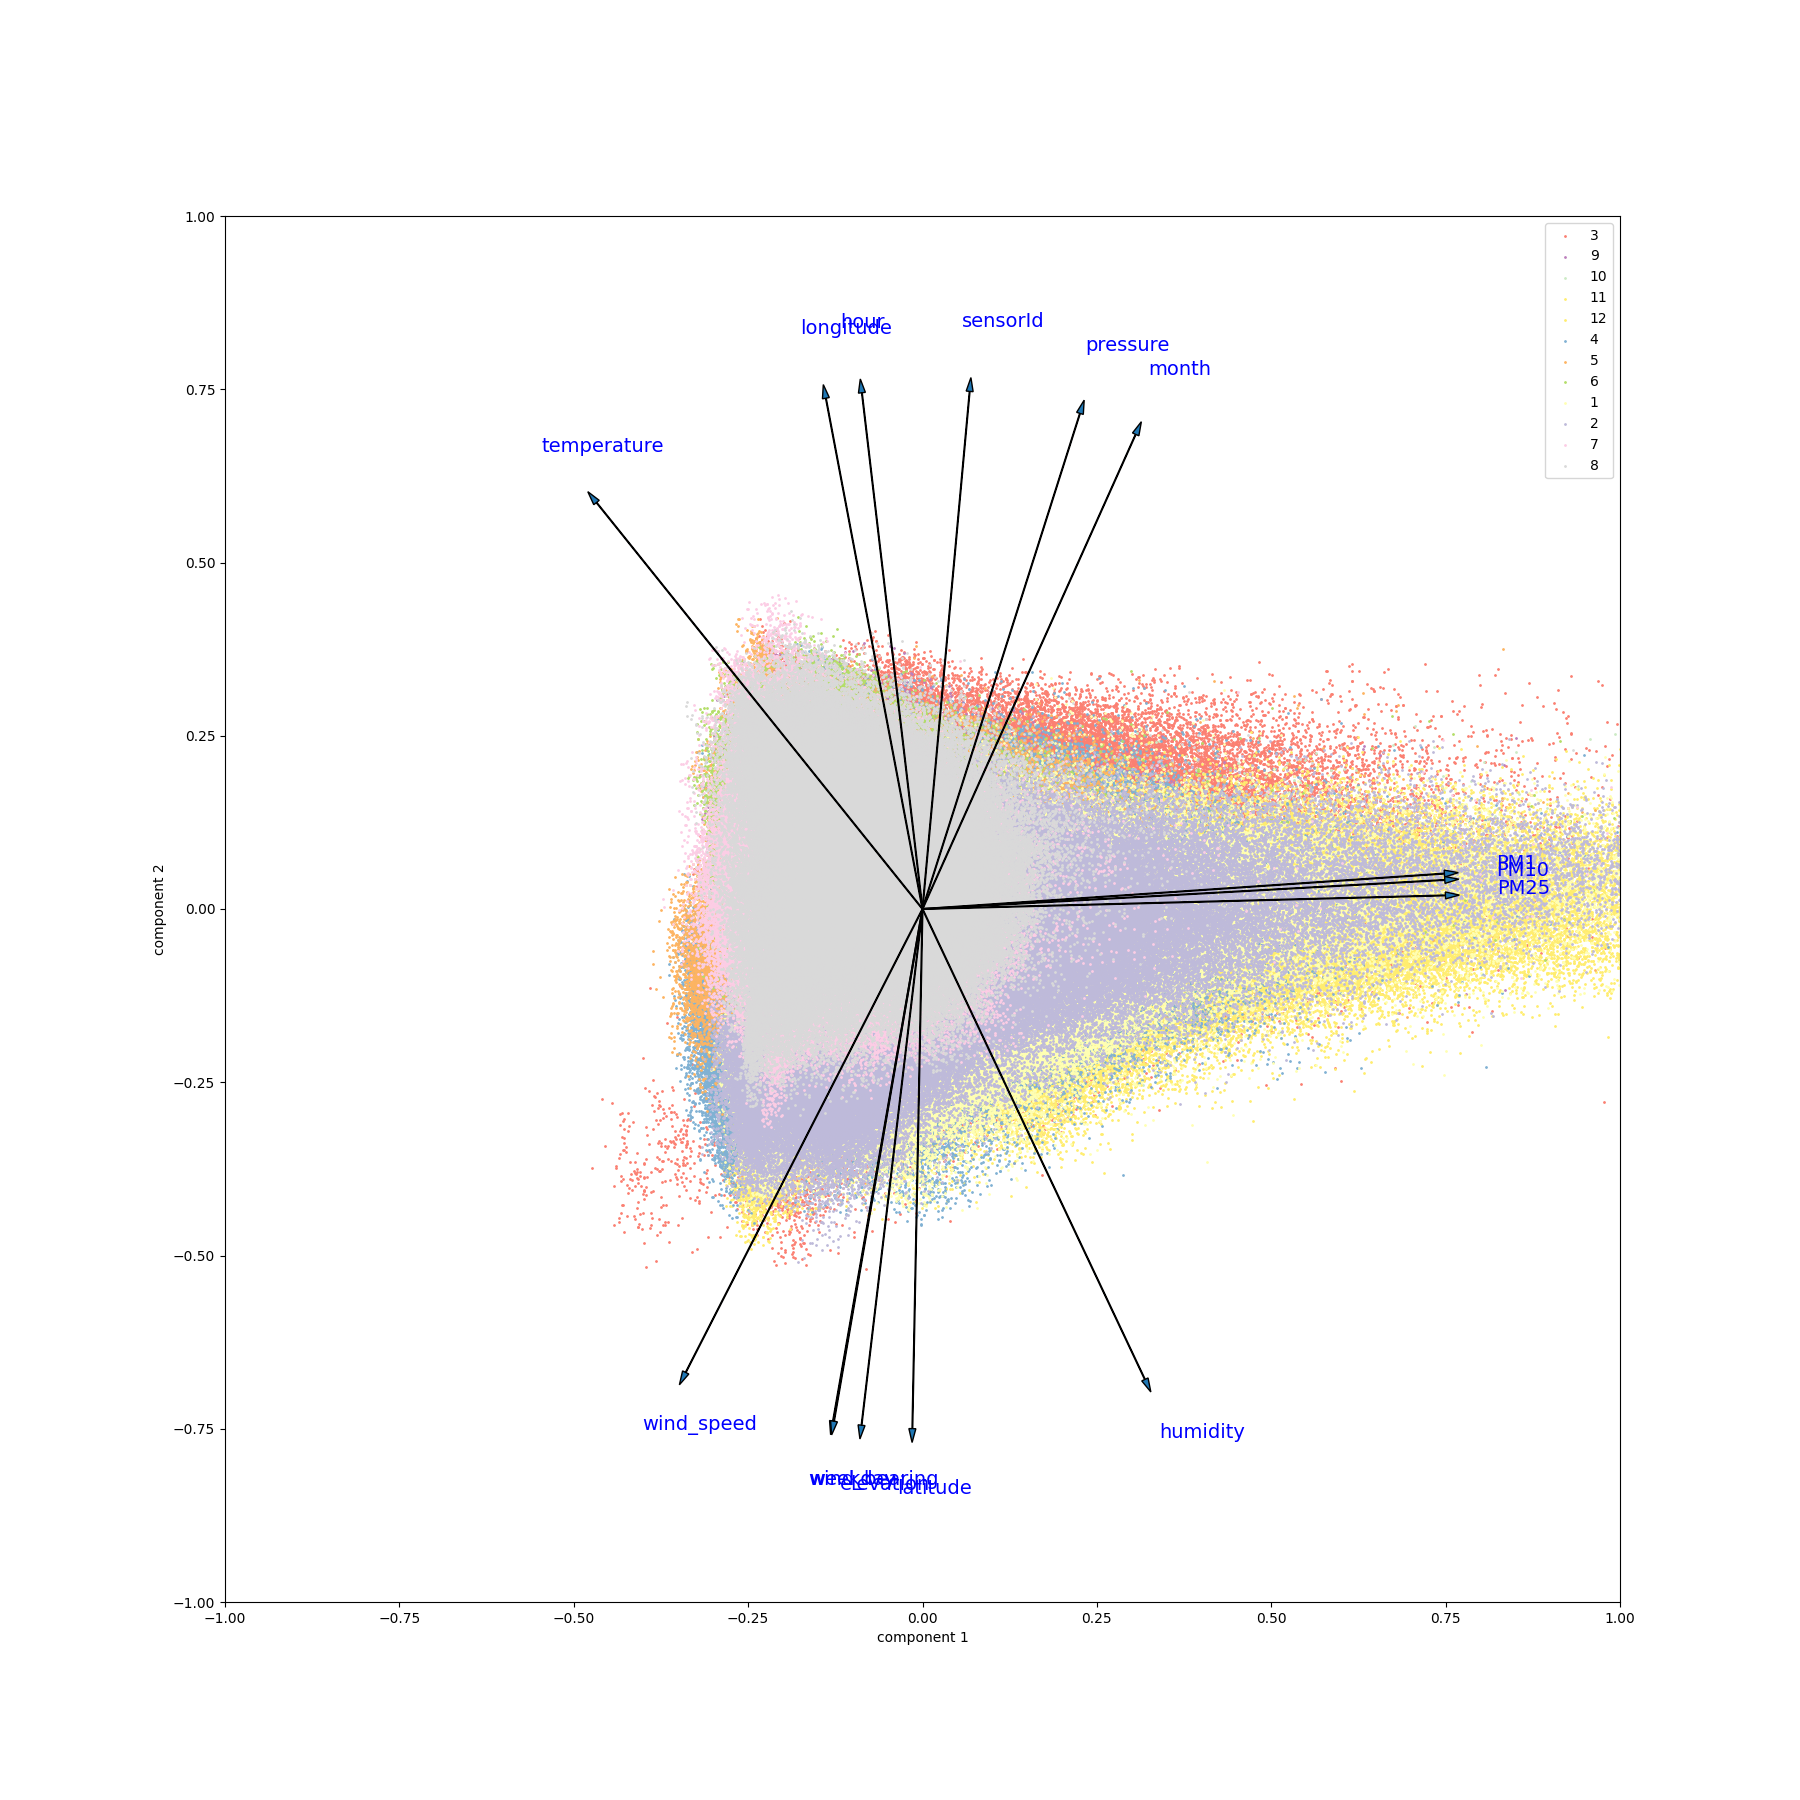 1.00
0.75
0.50
0.25
0.00
−0.25
−0.50
−0.75
−1.00
component 2
3
9
10
11
12
4
5
6
1
2
7
8
hour
longitude
sensorId
pressure
month
temperature
PM1
PM10
PM25
wind_speed
humidity
weekday
wind_bearing
elevation
latitude
−1.00 −0.75 −0.50 −0.25 0.00 0.25 0.50 0.75 1.00
component 1